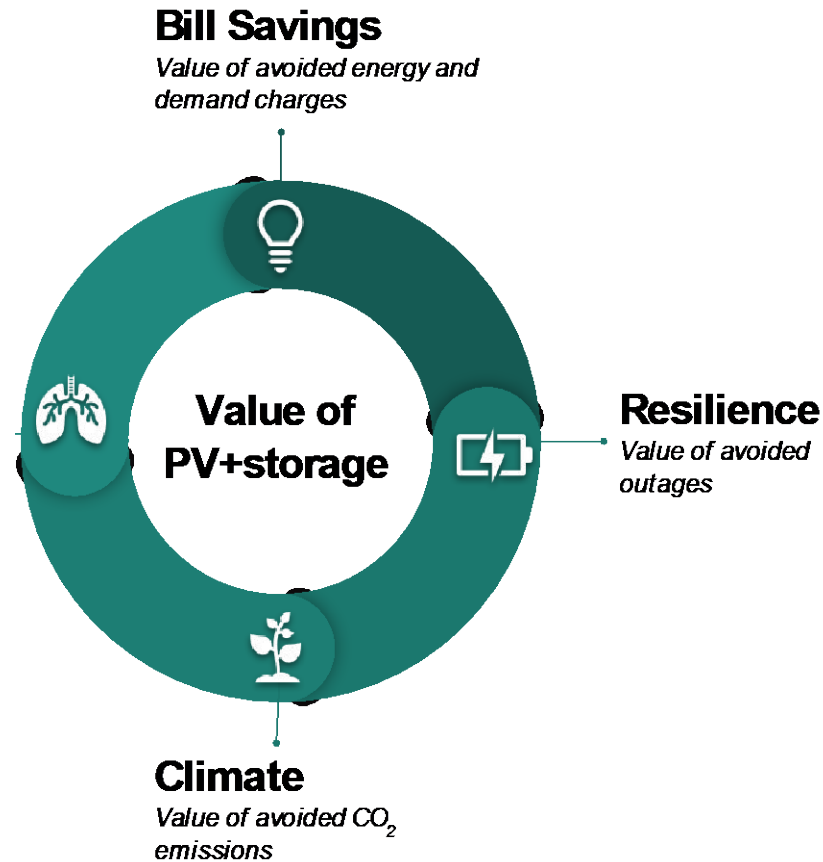 Bill Savings
Value of avoided energy and
demand charges
Value of
PV+storage
Resilience
Value of avoided
outages
Climate
Value of avoided CO₂
emissions